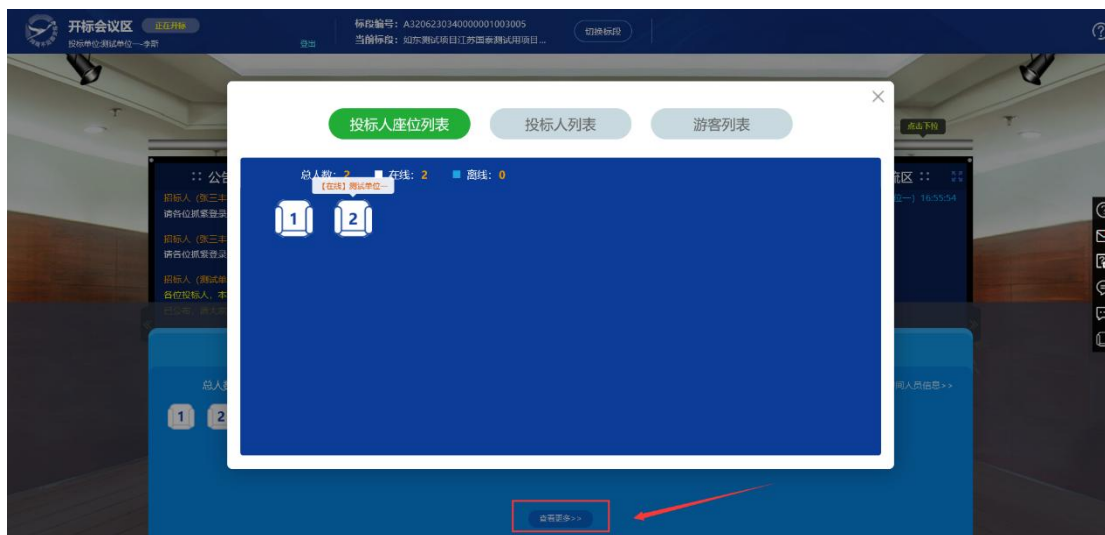 开标会议区 正在开标
投标单位:测试单位一--李斯
登出
标段编号：A3206230340000001003005
当前标段：如东测试项目江苏国泰测试用项目...
切换标段
投标人座位列表 投标人列表 游客列表
点击下拉
总人数：2 在线：2 离线：0
【在线】测试单位一
1 2
:: 公告
流区 ::
招标人（张三丰
位一）16:55:54
请各位抓紧登录
招标人（张三丰
请各位抓紧登录
招标人（测试单
各位投标人，本
总人数
间人员信息>>
1 2
查看更多>>